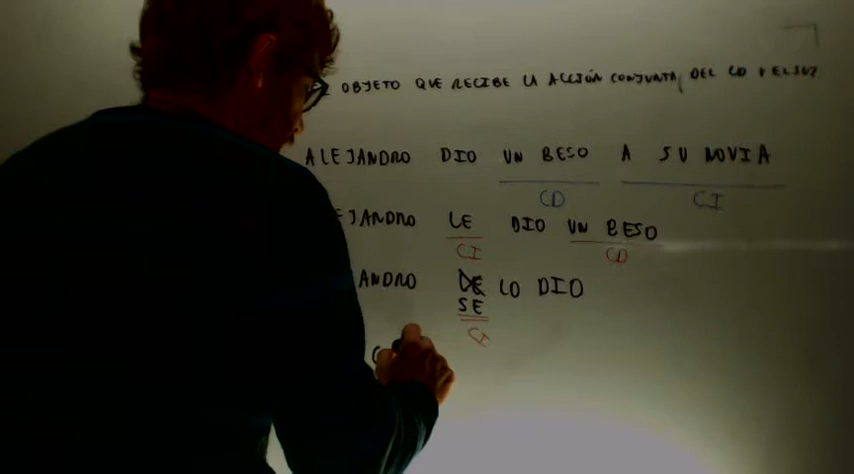 OBJETO QUE RECIBE LA ACCIÓN CONJUNTA, DEL CD Y EL SUJ
ALEJANDRO DIO UN BESO A SU NOVIA
CD CI
EJANDRO LE DIO UN BESO
CI CD
ANDRO LE LO DIO
SE
CI